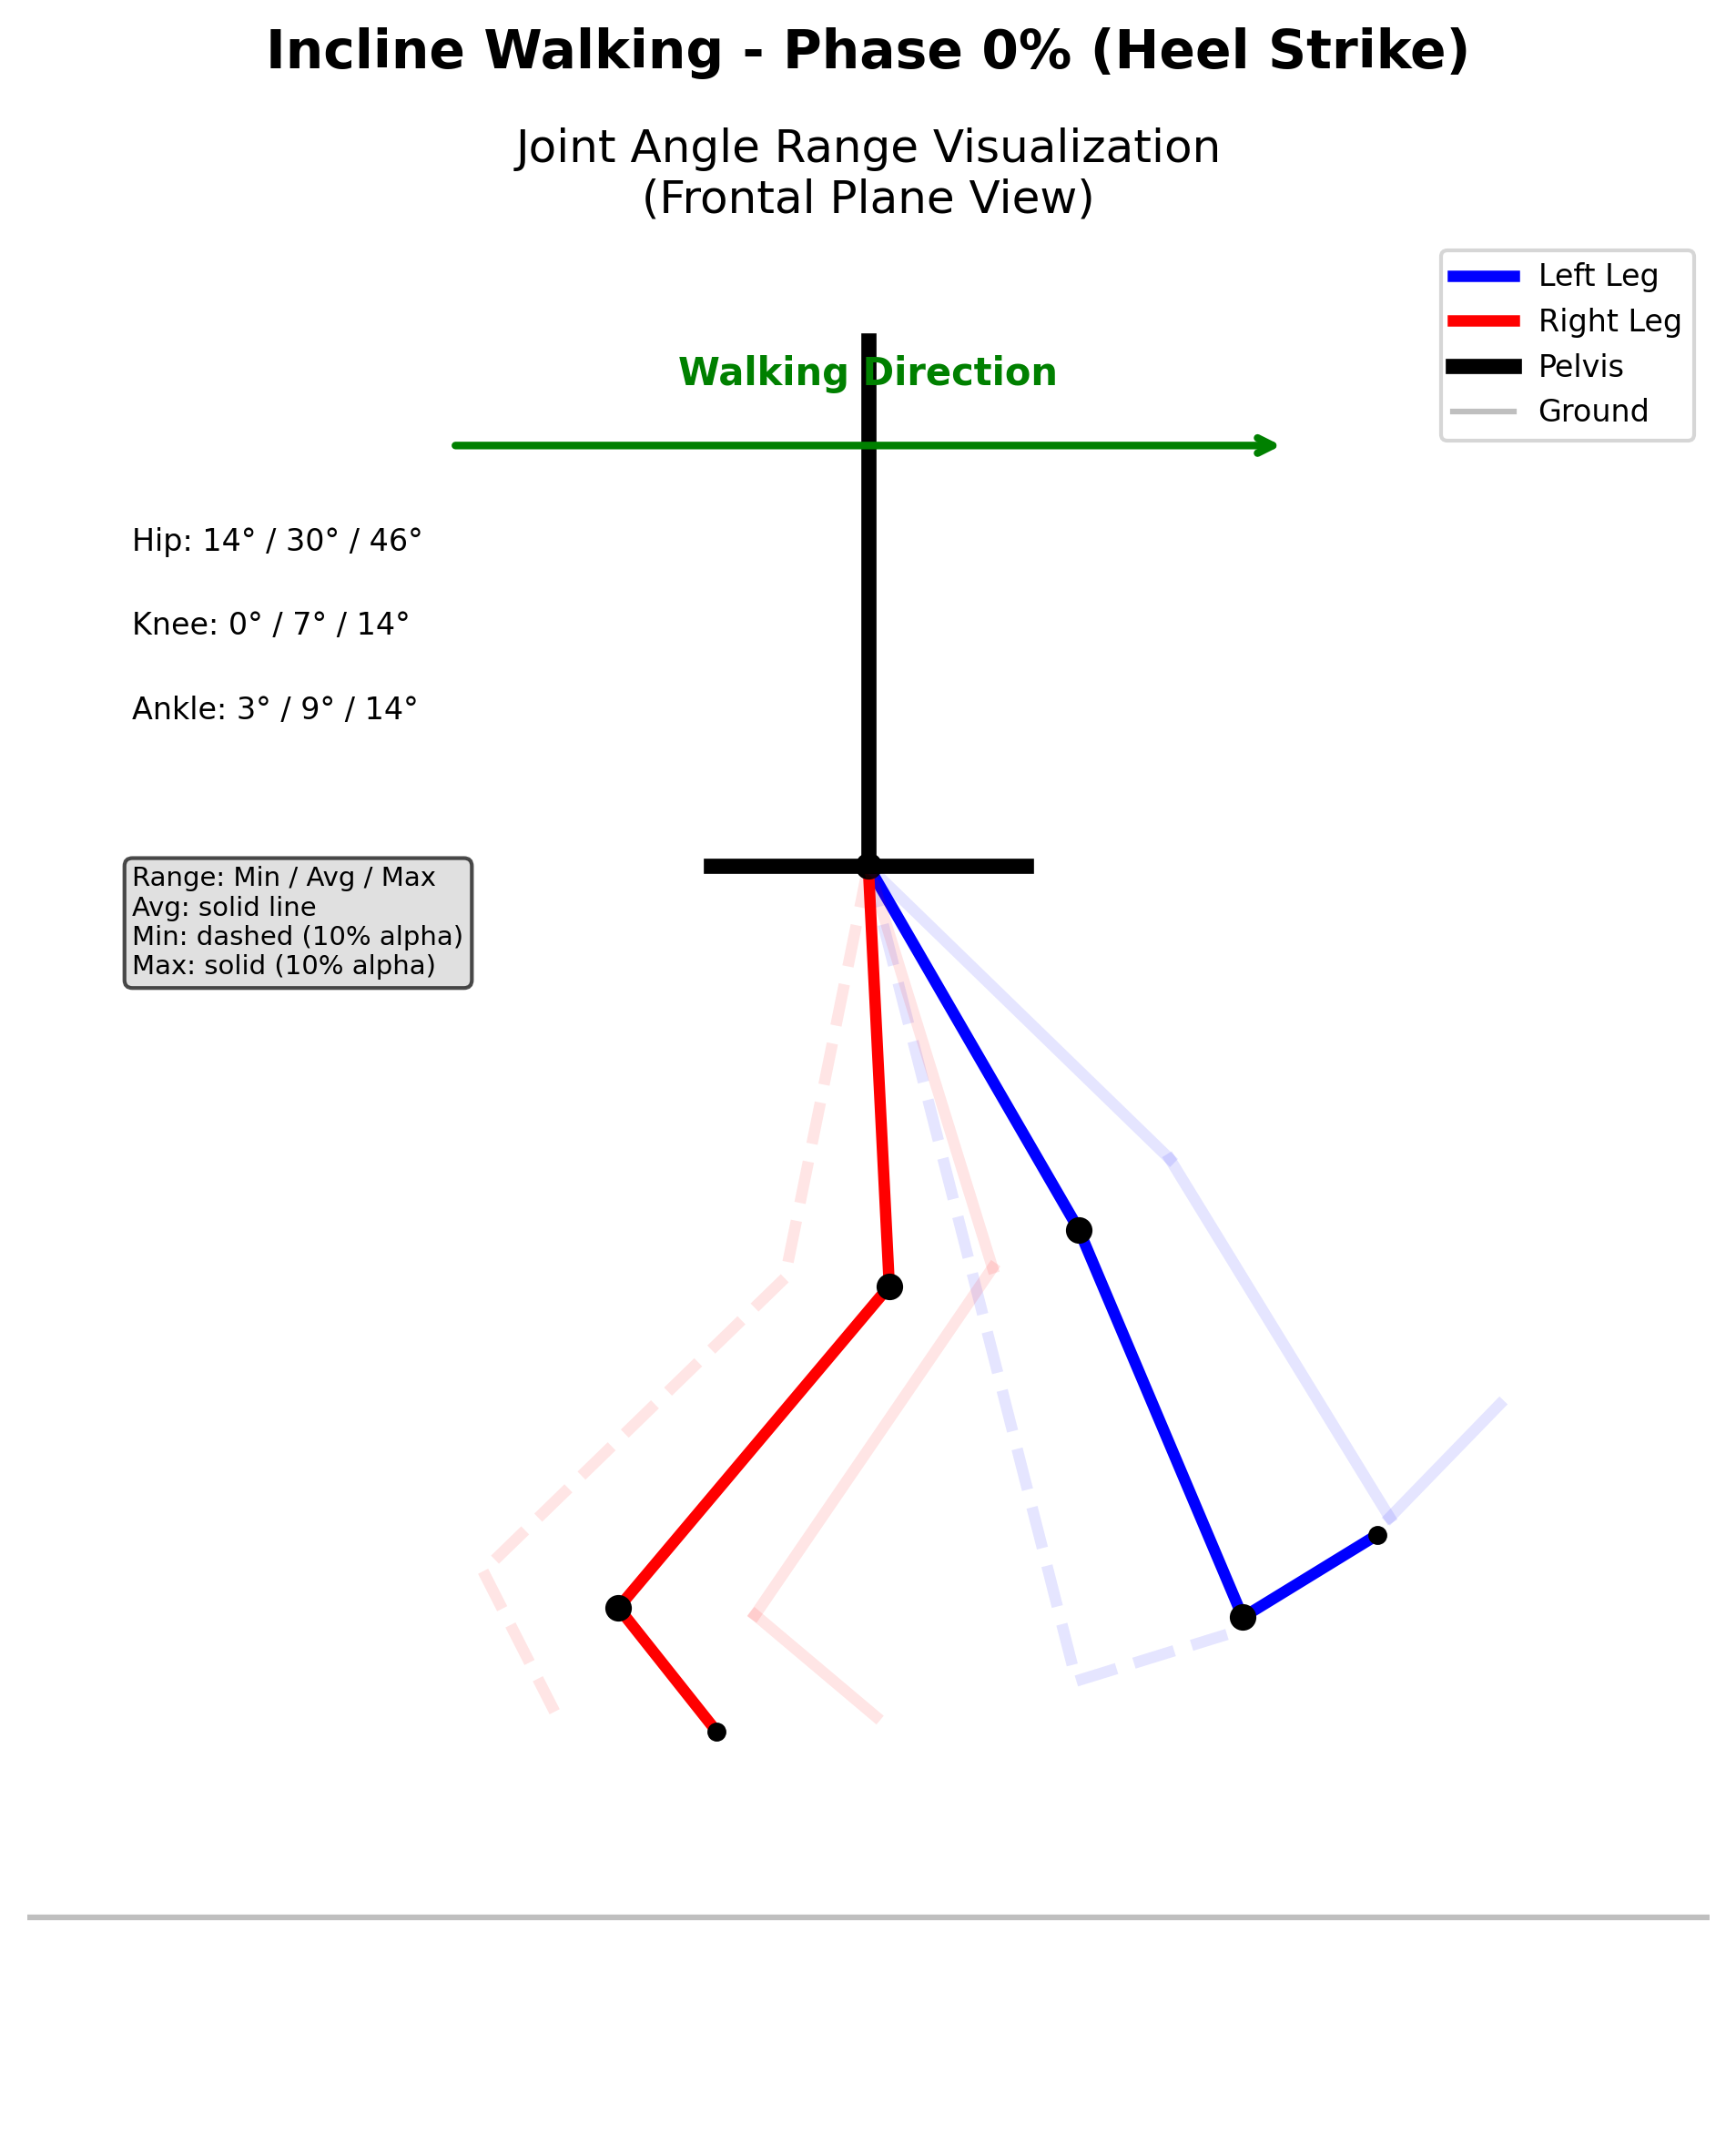 Incline Walking - Phase 0% (Heel Strike)
Joint Angle Range Visualization
(Frontal Plane View)
Left Leg
Right Leg
Pelvis
Ground
Walking Direction
Hip: 14° / 30° / 46°
Knee: 0° / 7° / 14°
Ankle: 3° / 9° / 14°
Range: Min / Avg / Max
Avg: solid line
Min: dashed (10% alpha)
Max: solid (10% alpha)